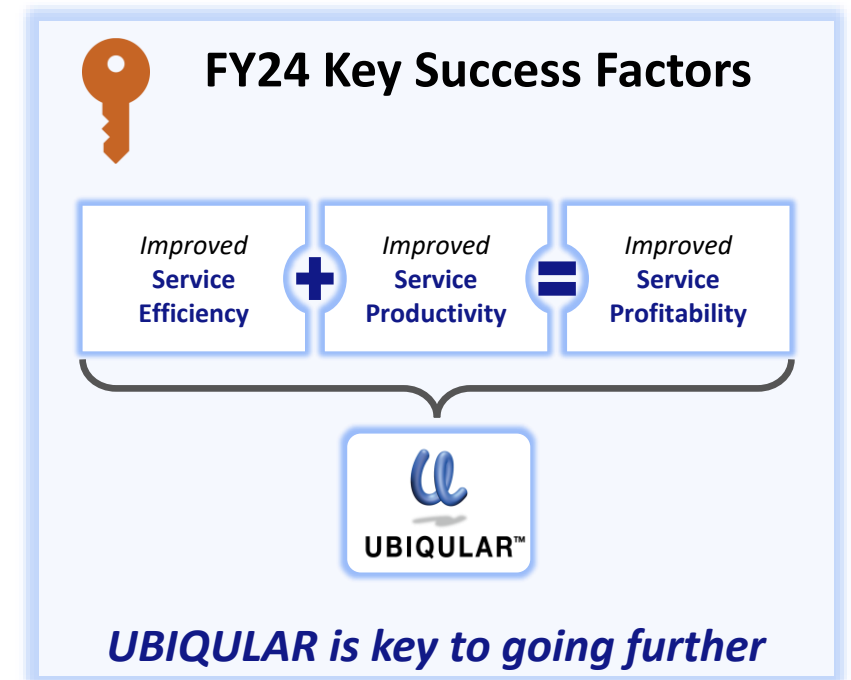 FY24 Key Success Factors
Improved
Service
Efficiency
+
Improved
Service
Productivity
=
Improved
Service
Profitability
UBIQULAR™
UBIQULAR is key to going further